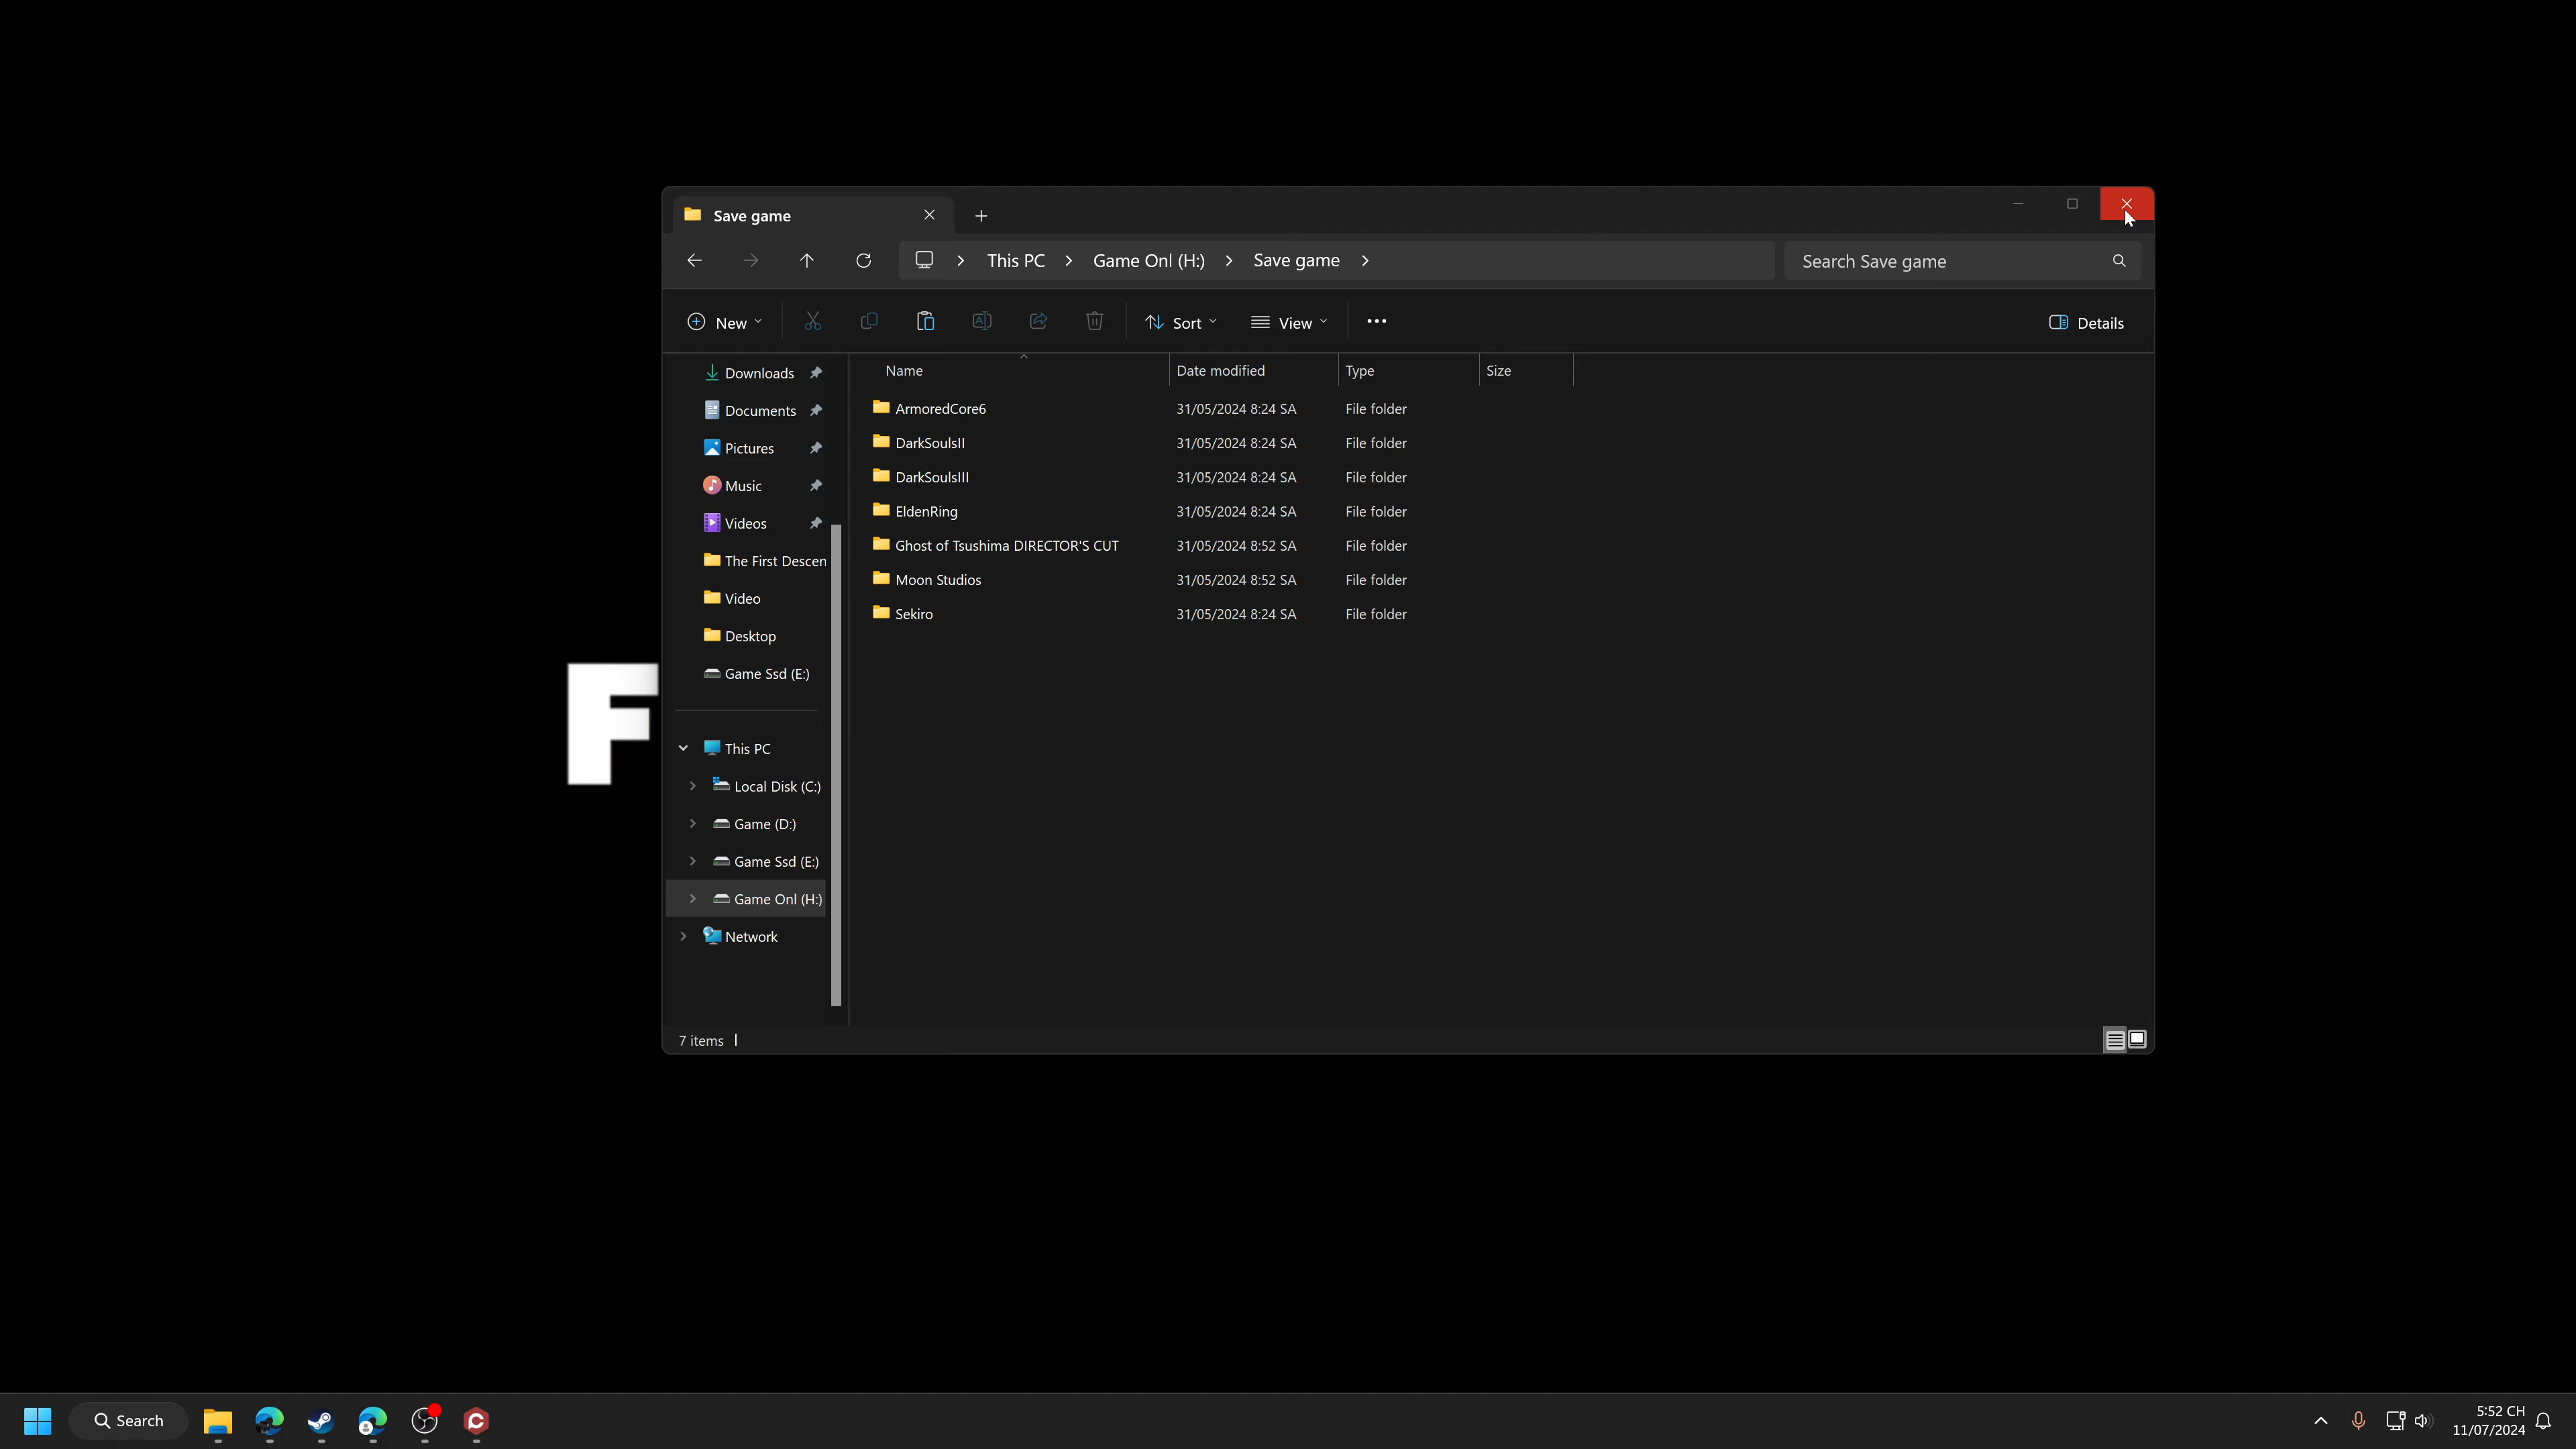 Save game
This PC > Game Onl (H:) > Save game >
Search Save game
New
Sort
View
Details
Name Date modified Type Size
ArmoredCore6 31/05/2024 8:24 SA File folder
DarkSoulsII 31/05/2024 8:24 SA File folder
DarkSoulsIII 31/05/2024 8:24 SA File folder
EldenRing 31/05/2024 8:24 SA File folder
Ghost of Tsushima DIRECTOR'S CUT 31/05/2024 8:52 SA File folder
Moon Studios 31/05/2024 8:52 SA File folder
Sekiro 31/05/2024 8:24 SA File folder
Downloads
Documents
Pictures
Music
Videos
The First Descen
Video
Desktop
Game Ssd (E:)
This PC
Local Disk (C:)
Game (D:)
Game Ssd (E:)
Game Onl (H:)
Network
7 items
F
Search
5:52 CH
11/07/2024